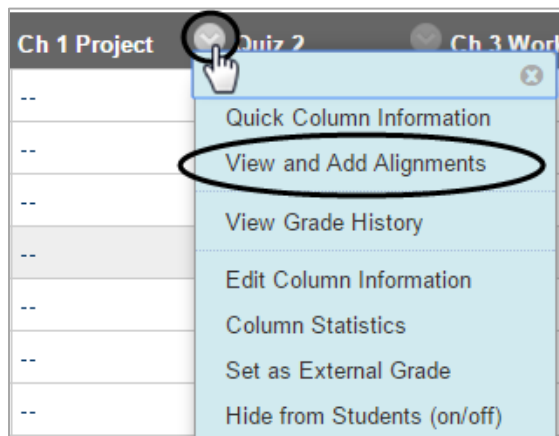 Ch 1 Project Quiz 2 Ch 3 Wor
--
Quick Column Information
--
View and Add Alignments
--
View Grade History
--
Edit Column Information
--
Column Statistics
--
Set as External Grade
--
Hide from Students (on/off)